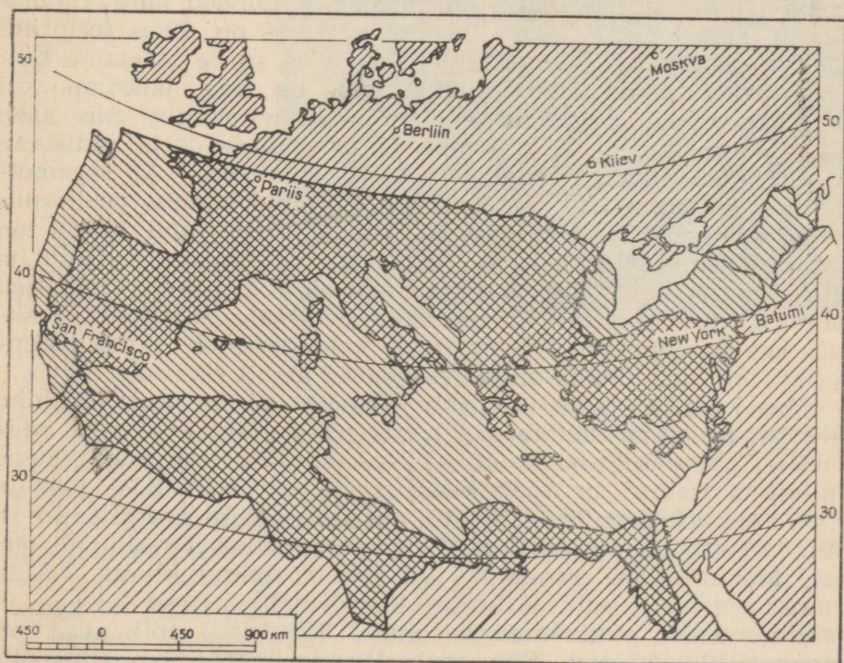 50
Moskva
50
Berliin
Kiiev
Pariis
40
40
San Francisco
New York
Batumi
30
30
450 0 450 900 км